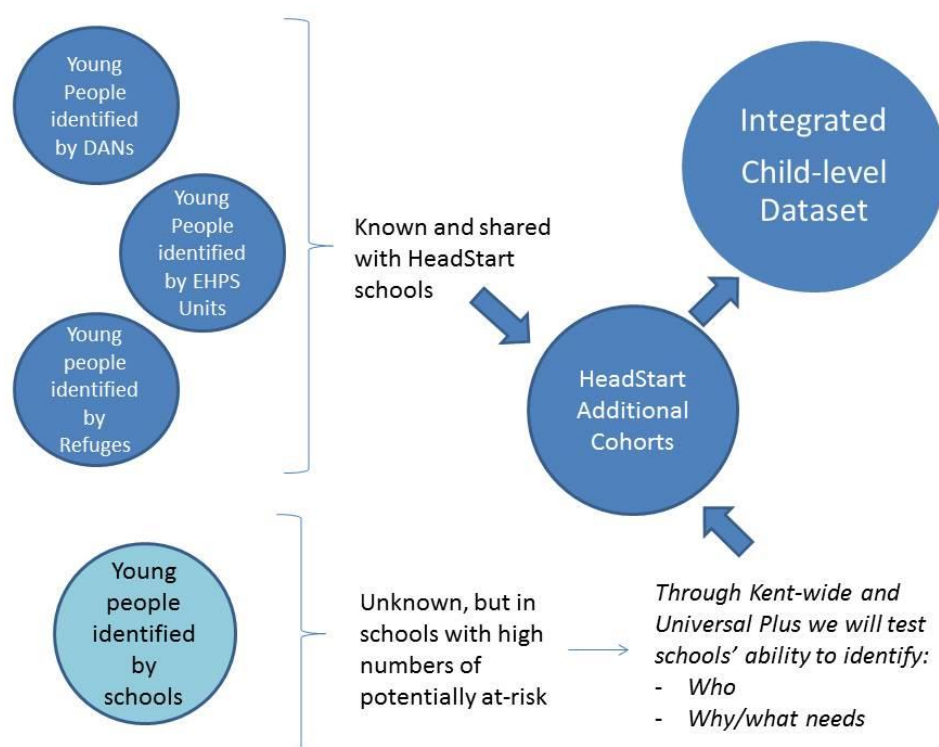 Young
People
identified
by DANs
Young
People
identified
by EHPS
Units
Young
people
identified
by
Refuges
Known and shared
with HeadStart
schools
Integrated
Child-level
Dataset
HeadStart
Additional
Cohorts
Young
people
identified
by
schools
Unknown, but in
schools with high
numbers of
potentially at-risk
Through Kent-wide and
Universal Plus we will test
schools’ ability to identify:
- Who
- Why/what needs